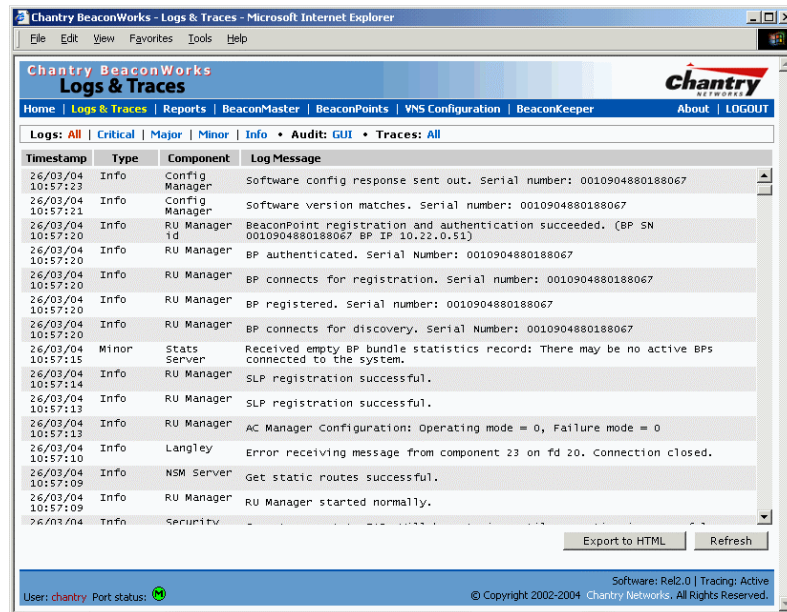 Chantry BeaconWorks - Logs & Traces - Microsoft Internet Explorer
File Edit View Favorites Tools Help
Chantry BeaconWorks
Logs & Traces
Chantry
NETWORKS
Home | Logs & Traces | Reports | BeaconMaster | BeaconPoints | VNS Configuration | BeaconKeeper About | LOGOUT
Logs: All | Critical | Major | Minor | Info • Audit: GUI • Traces: All
Timestamp Type Component Log Message
26/03/04 Info Config
10:57:23 Manager Software config response sent out. Serial number: 0010904880188067
26/03/04 Info Config
10:57:21 Manager Software version matches. Serial number: 0010904880188067
26/03/04 Info RU Manager BeaconPoint registration and authentication succeeded. (BP SN
10:57:20 id 0010904880188067 BP IP 10.22.0.51)
26/03/04 Info RU Manager BP authenticated. Serial Number: 0010904880188067
10:57:20
26/03/04 Info RU Manager BP connects for registration. Serial number: 0010904880188067
10:57:20
26/03/04 Info RU Manager BP registered. Serial number: 0010904880188067
10:57:20
26/03/04 Info RU Manager BP connects for discovery. Serial Number: 0010904880188067
10:57:20
26/03/04 Minor Stats Received empty BP bundle statistics record: There may be no active BPs
10:57:15 Server connected to the system.
26/03/04 Info RU Manager SLP registration successful.
10:57:14
26/03/04 Info RU Manager SLP registration successful.
10:57:13
26/03/04 Info RU Manager AC Manager Configuration: Operating mode = 0, Failure mode = 0
10:57:13
26/03/04 Info Langley Error receiving message from component 23 on fd 20. Connection closed.
10:57:10
26/03/04 Info NSM Server Get static routes successful.
10:57:09
26/03/04 Info RU Manager RU Manager started normally.
10:57:09
26/03/04 Info Security
Export to HTML Refresh
Software: Rel2.0 | Tracing: Active
User: chantry Port status: M © Copyright 2002-2004 Chantry Networks. All Rights Reserved.